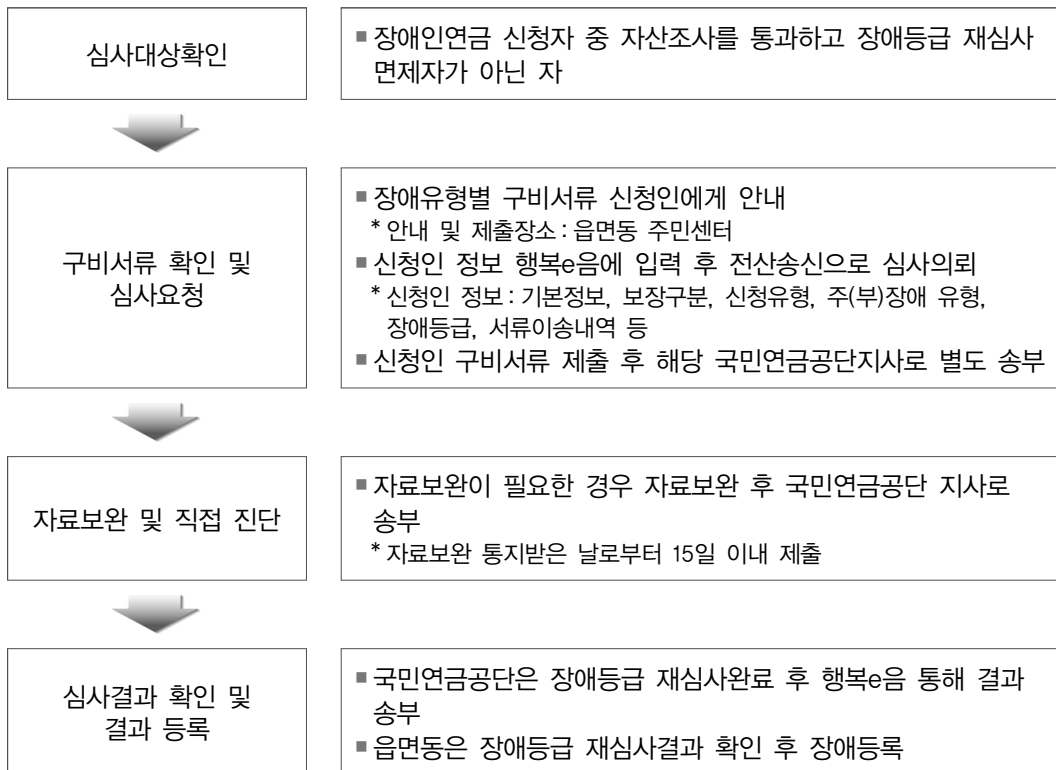 심사대상확인
▪장애인연금 신청자 중 자산조사를 통과하고 장애등급 재심사
면제자가 아닌 자
구비서류 확인 및
심사요청
▪장애유형별 구비서류 신청인에게 안내
* 안내 및 제출장소 : 읍면동 주민센터
▪신청인 정보 행복e음에 입력 후 전산송신으로 심사의뢰
* 신청인 정보 : 기본정보, 보장구분, 신청유형, 주(부)장애 유형,
장애등급, 서류이송내역 등
▪신청인 구비서류 제출 후 해당 국민연금공단지사로 별도 송부
자료보완 및 직접 진단
▪자료보완이 필요한 경우 자료보완 후 국민연금공단 지사로
송부
* 자료보완 통지받은 날로부터 15일 이내 제출
심사결과 확인 및
결과 등록
▪국민연금공단은 장애등급 재심사완료 후 행복e음 통해 결과
송부
▪읍면동은 장애등급 재심사결과 확인 후 장애등록